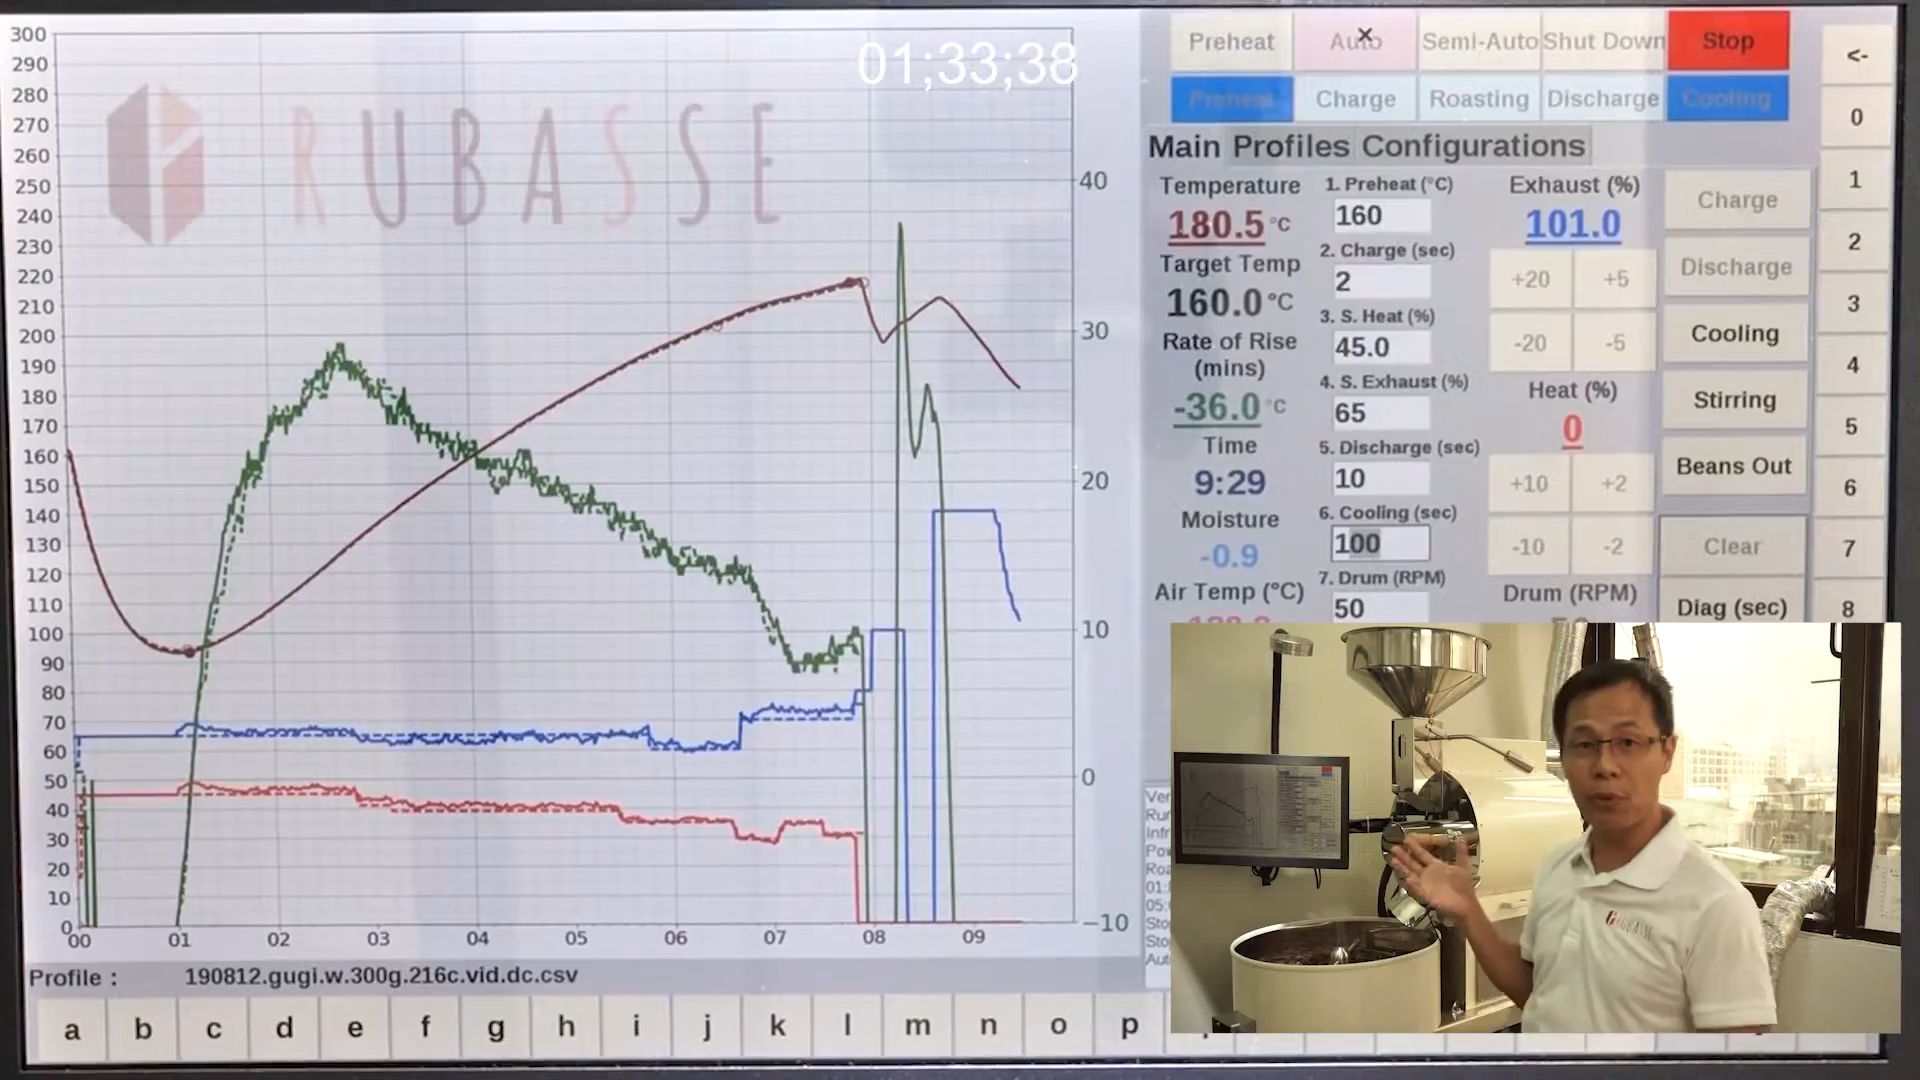 300
290
280
270
260
250
240
230
220
210
200
190
180
170
160
150
140
130
120
110
100
90
80
70
60
50
40
30
20
10
0
RUBASSE
01;33;38
40
30
20
10
0
−10
00 01 02 03 04 05 06 07 08 09
Profile : 190812.gugi.w.300g.216c.vid.dc.csv
a b c d e f g h i j k l m n o p
Preheat Auto Semi-Auto Shut Down Stop
Preheat Charge Roasting Discharge Cooling
Main Profiles Configurations
Temperature
180.5 °C
Target Temp
160.0 °C
Rate of Rise
(mins)
-36.0 °C
Time
9:29
Moisture
-0.9
Air Temp (°C)
1. Preheat (°C)
160
2. Charge (sec)
2
3. S. Heat (%)
45.0
4. S. Exhaust (%)
65
5. Discharge (sec)
10
6. Cooling (sec)
100
7. Drum (RPM)
50
Exhaust (%)
101.0
+20 +5
-20 -5
Heat (%)
0
+10 +2
-10 -2
Drum (RPM)
Charge
Discharge
Cooling
Stirring
Beans Out
Clear
Diag (sec)
<-
0
1
2
3
4
5
6
7
8
RUBASSE